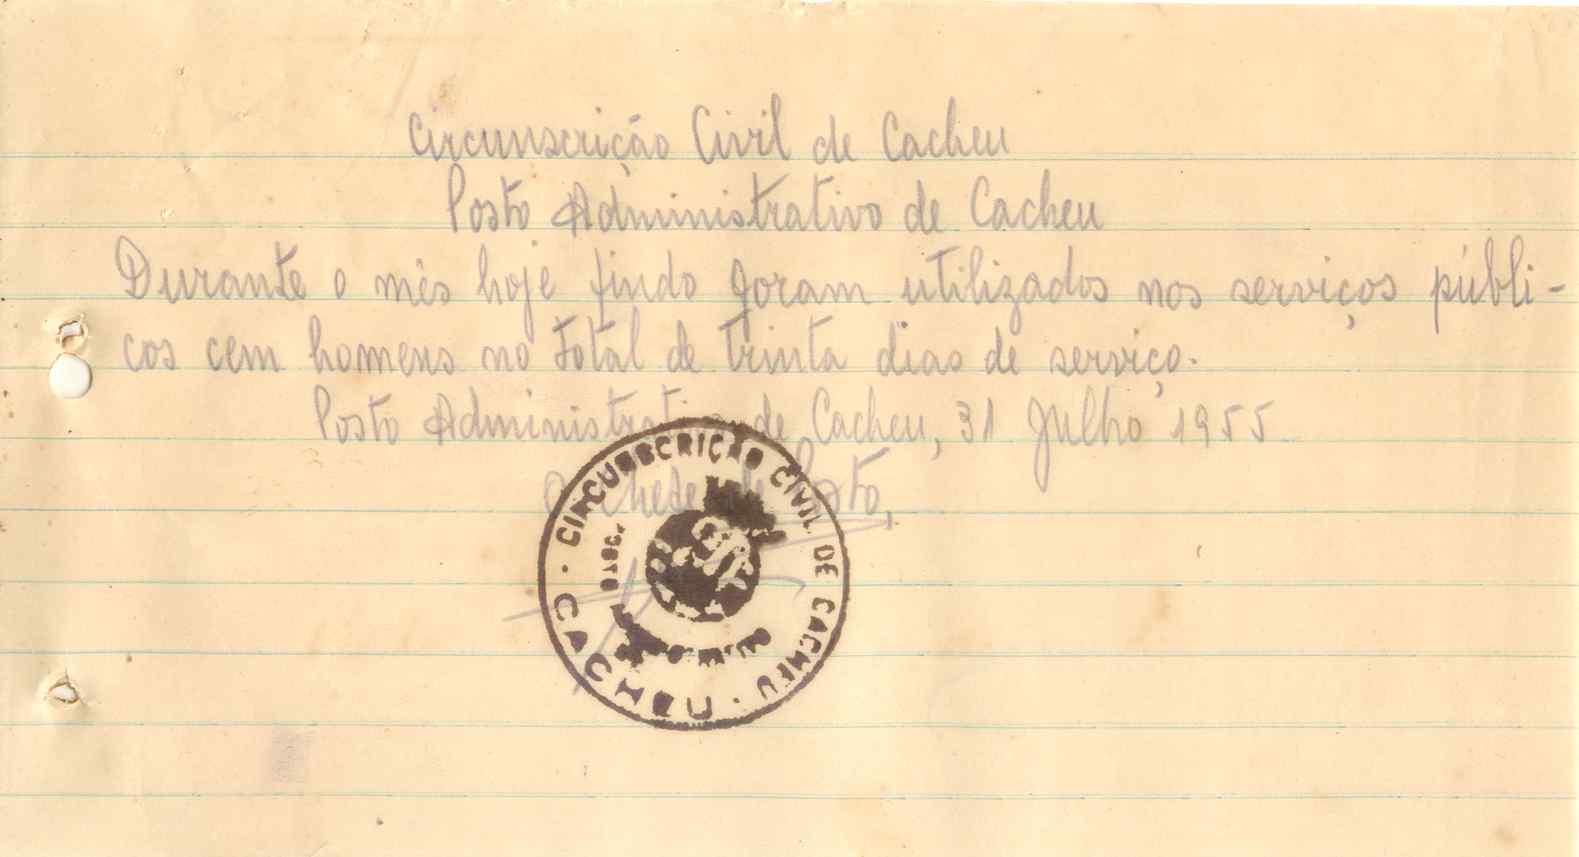 Circunscrição Civil de Cacheu
Posto Administrativo de Cacheu
Durante o mês hoje findo foram utilizados nos serviços públi-
cos cem homens no total de trinta dias de serviço.
Posto Administrativo de Cacheu, 31 Julho 1955
O Chefe de Posto,
CIRCUNSCRIÇÃO CIVIL DE CACHEU
CACHEU